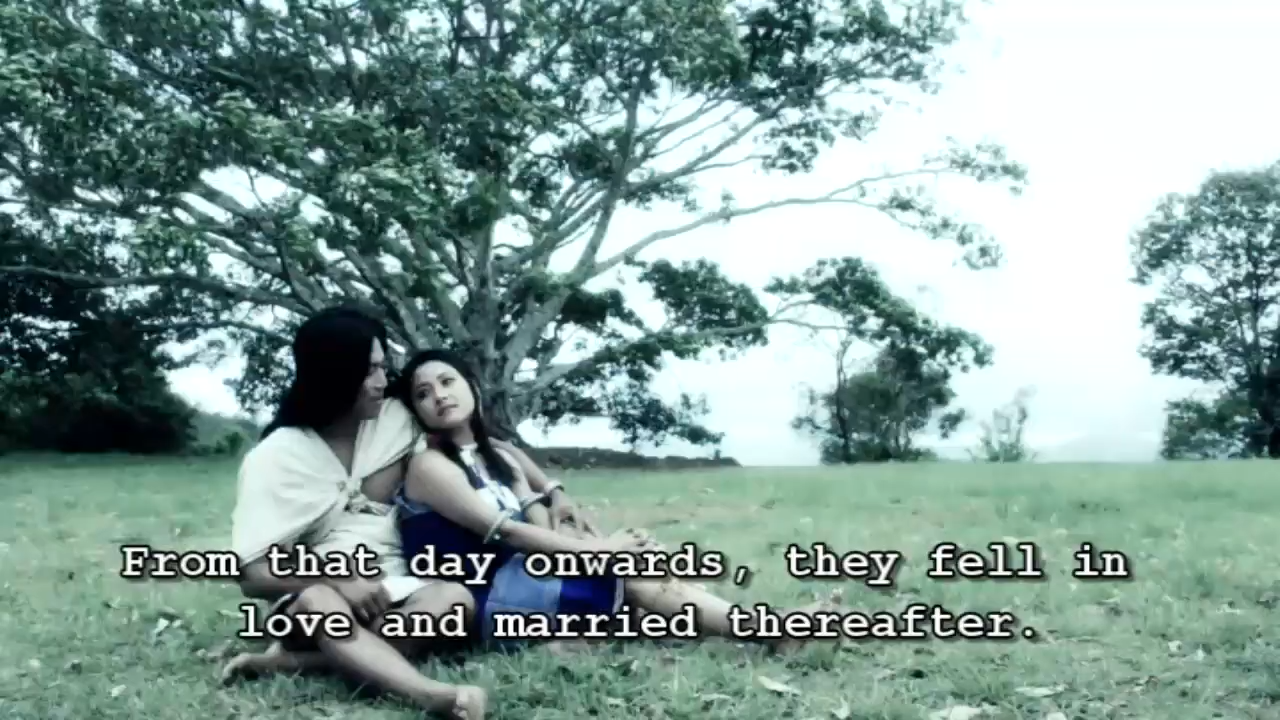 From that day onwards, they fell in
love and married thereafter.